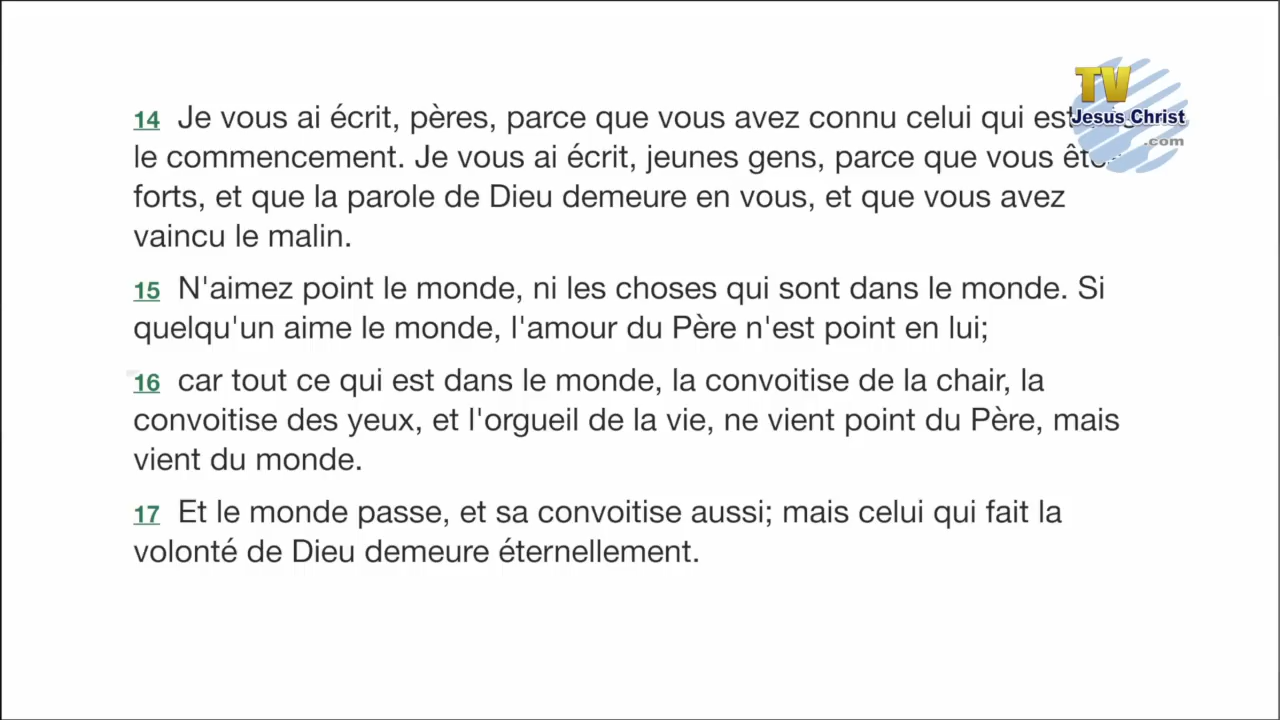 TV
Jesus Christ
.com
14 Je vous ai écrit, pères, parce que vous avez connu celui qui est
le commencement. Je vous ai écrit, jeunes gens, parce que vous
forts, et que la parole de Dieu demeure en vous, et que vous avez
vaincu le malin.
15 N'aimez point le monde, ni les choses qui sont dans le monde. Si
quelqu'un aime le monde, l'amour du Père n'est point en lui;
16 car tout ce qui est dans le monde, la convoitise de la chair, la
convoitise des yeux, et l'orgueil de la vie, ne vient point du Père, mais
vient du monde.
17 Et le monde passe, et sa convoitise aussi; mais celui qui fait la
volonté de Dieu demeure éternellement.